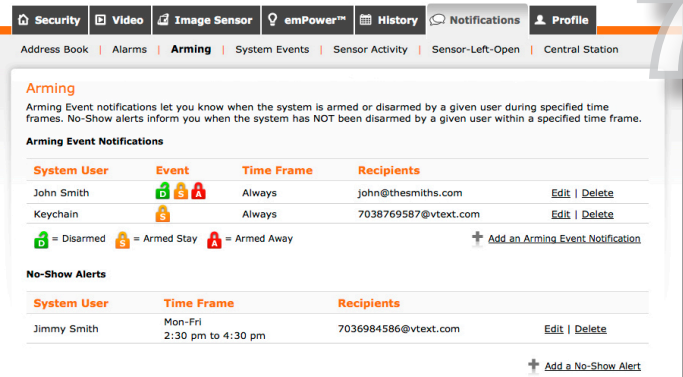 Security Video Image Sensor emPower™ History Notifications Profile
7
Address Book | Alarms | Arming | System Events | Sensor Activity | Sensor-Left-Open | Central Station
Arming
Arming Event notifications let you know when the system is armed or disarmed by a given user during specified time
frames. No-Show alerts inform you when the system has NOT been disarmed by a given user within a specified time frame.
Arming Event Notifications
System User Event Time Frame Recipients
John Smith D S A Always john@thesmiths.com Edit | Delete
Keychain S Always 7038769587@vtext.com Edit | Delete
D = Disarmed S = Armed Stay A = Armed Away Add an Arming Event Notification
No-Show Alerts
System User Time Frame Recipients
Jimmy Smith Mon-Fri 7036984586@vtext.com Edit | Delete
2:30 pm to 4:30 pm
Add a No-Show Alert